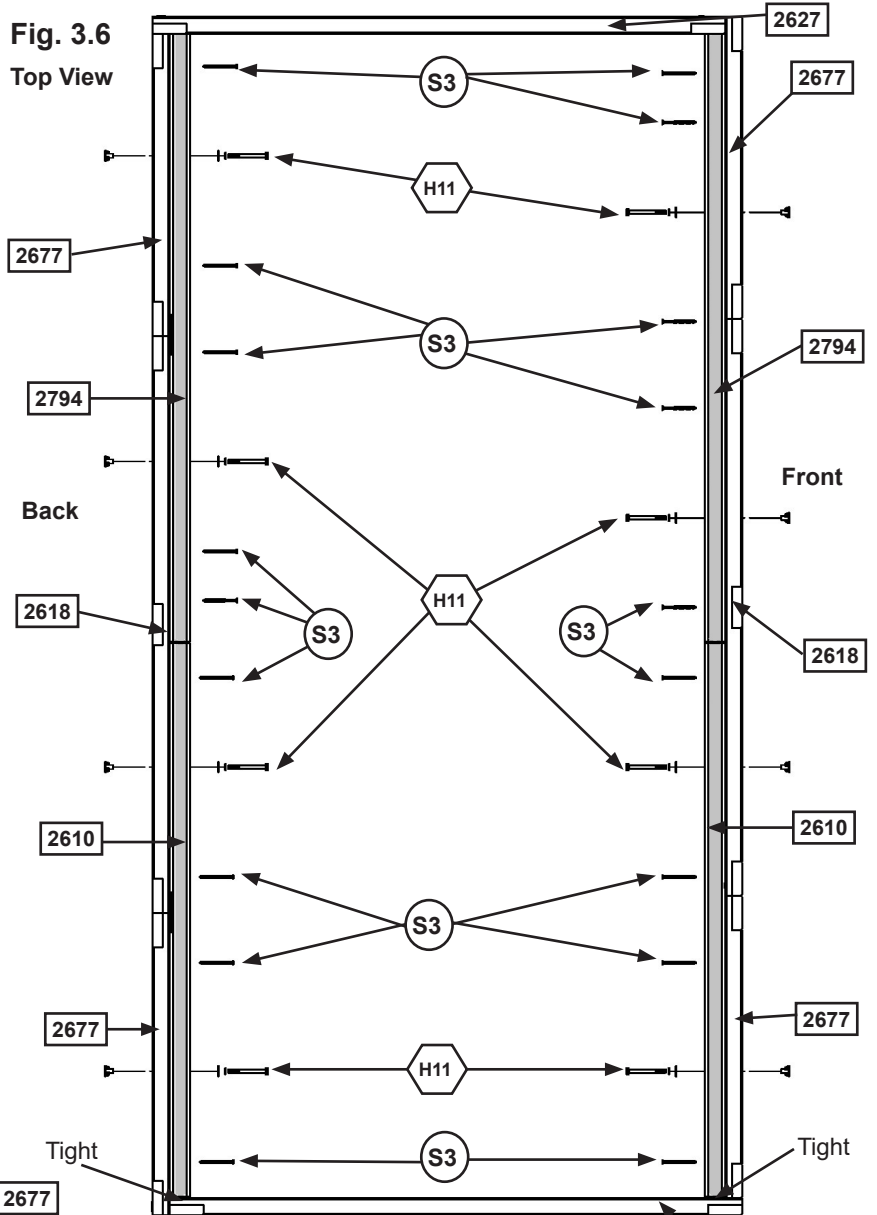 Fig. 3.6
Top View
2627
S3
2677
H11
2677
S3
2794
2794
Back
Front
H11
2618
S3
S3
2618
2610
2610
S3
2677
2677
H11
Tight
S3
Tight
2677